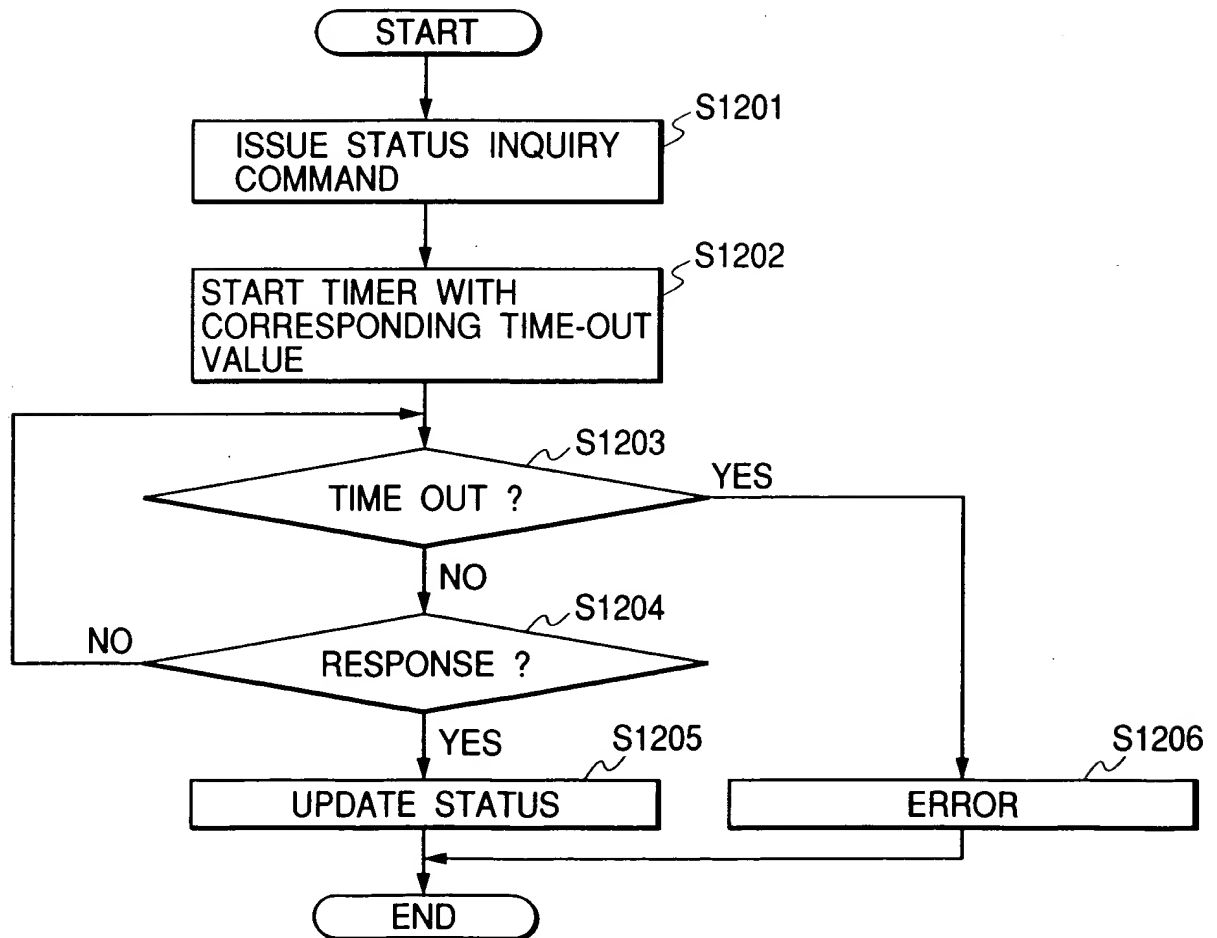 START
S1201
ISSUE STATUS INQUIRY
COMMAND
S1202
START TIMER WITH
CORRESPONDING TIME-OUT
VALUE
S1203
TIME OUT ?
YES
NO
S1204
NO
RESPONSE ?
YES
S1205
S1206
UPDATE STATUS
ERROR
END